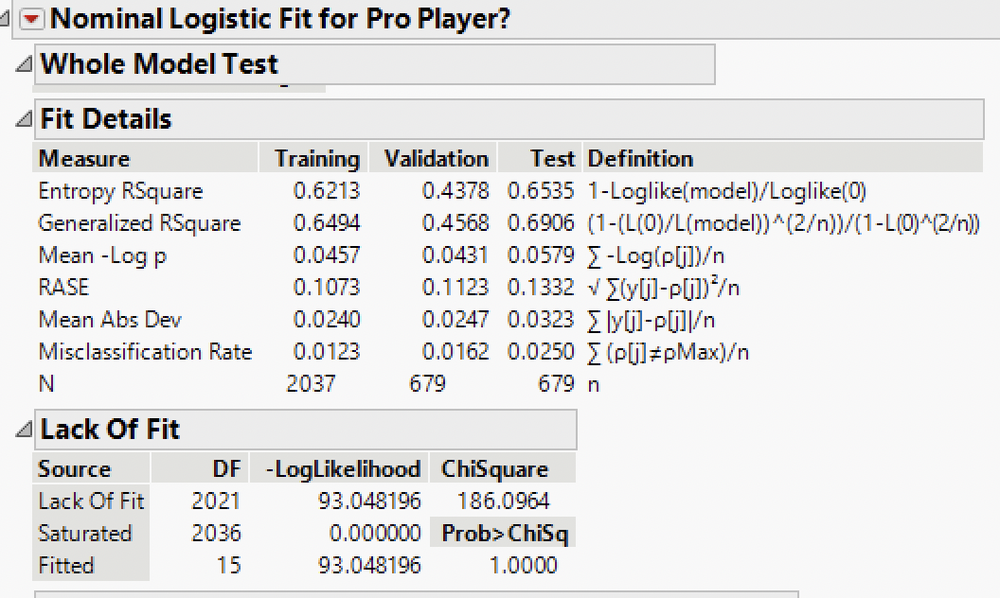 Nominal Logistic Fit for Pro Player?
Whole Model Test
Fit Details
Measure Training Validation Test Definition
Entropy RSquare 0.6213 0.4378 0.6535 1-Loglike(model)/Loglike(0)
Generalized RSquare 0.6494 0.4568 0.6906 (1-(L(0)/L(model))^(2/n))/(1-L(0)^(2/n))
Mean -Log p 0.0457 0.0431 0.0579 ∑ -Log(ρ[j])/n
RASE 0.1073 0.1123 0.1332 √ ∑(y[j]-ρ[j])²/n
Mean Abs Dev 0.0240 0.0247 0.0323 ∑ |y[j]-ρ[j]|/n
Misclassification Rate 0.0123 0.0162 0.0250 ∑ (ρ[j]≠ρMax)/n
N 2037 679 679 n
Lack Of Fit
Source DF -LogLikelihood ChiSquare
Lack Of Fit 2021 93.048196 186.0964
Saturated 2036 0.000000 Prob>ChiSq
Fitted 15 93.048196 1.0000